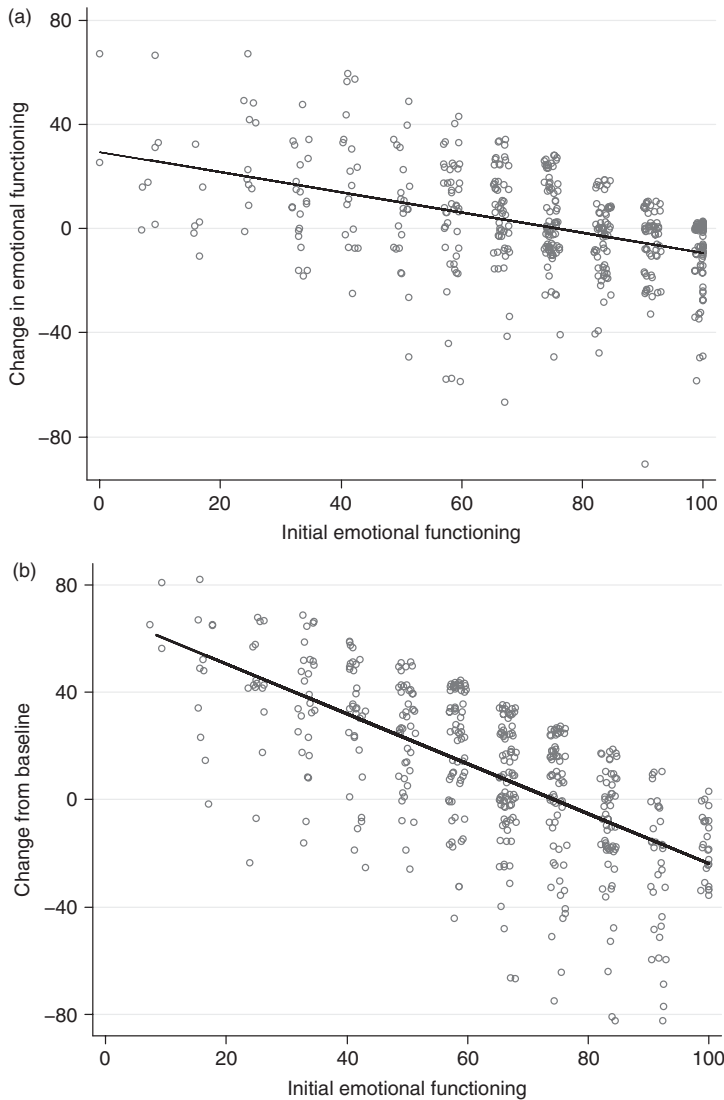 (a)
80
40
0
−40
−80
Change in emotional functioning
0 20 40 60 80 100
Initial emotional functioning
(b)
80
40
0
−40
−80
Change from baseline
0 20 40 60 80 100
Initial emotional functioning